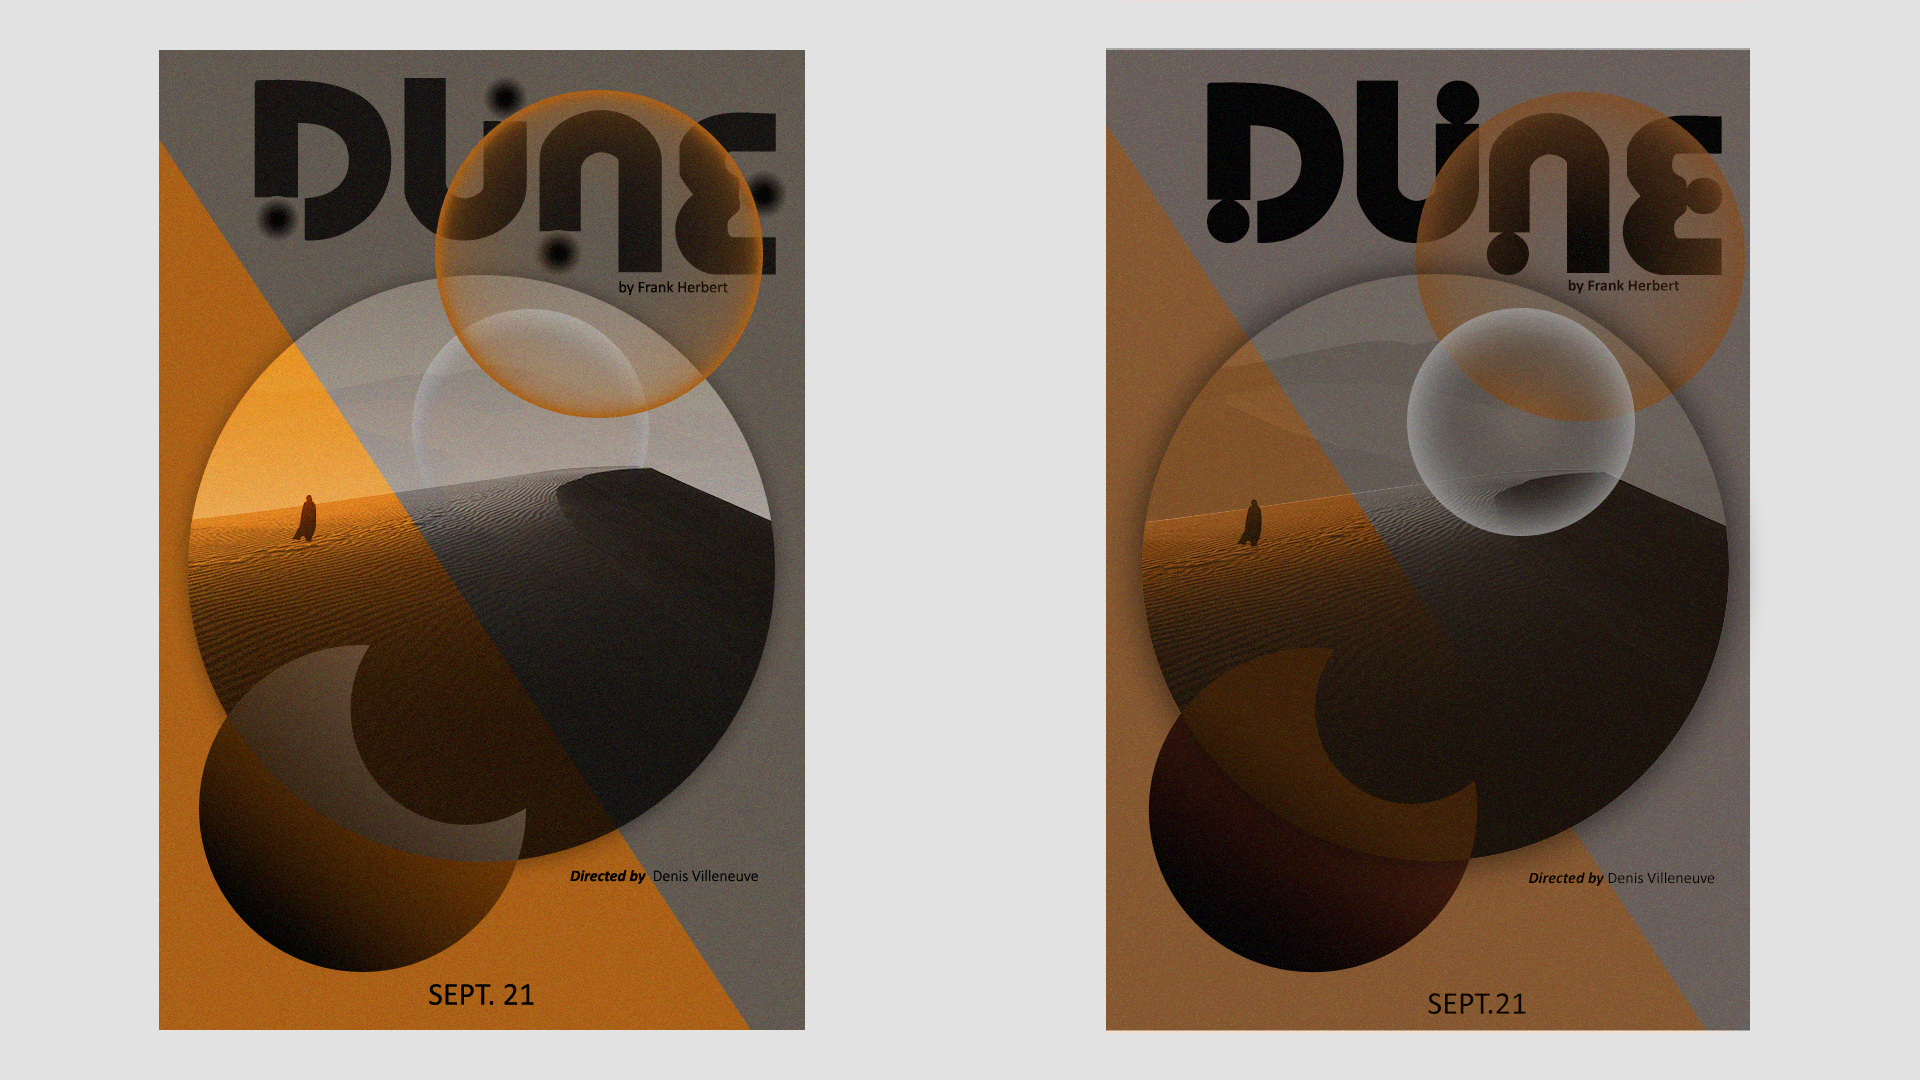 DUNE
by Frank Herbert
Directed by Denis Villeneuve
SEPT. 21
DUNE
by Frank Herbert
Directed by Denis Villeneuve
SEPT.21